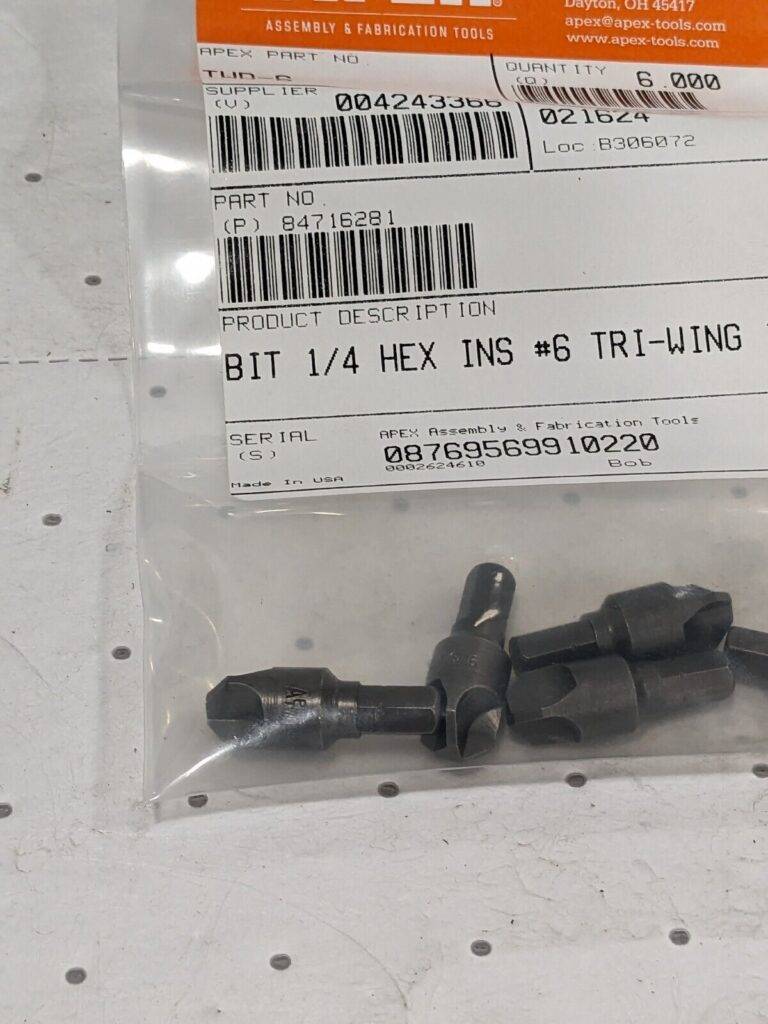 Dayton, OH 45417
ASSEMBLY & FABRICATION TOOLS
apex@apex-tools.com
www.apex-tools.com
APEX PART NO
QUANTITY
(Q) 6.000
SUPPLIER
(V) 004243366
021624
Loc:B306072
PART NO.
(P) 84716281
PRODUCT DESCRIPTION
BIT 1/4 HEX INS #6 TRI-WING
SERIAL
(S)
APEX Assembly & Fabrication Tools
08769569910220
0002624610
Bob
Made In USA